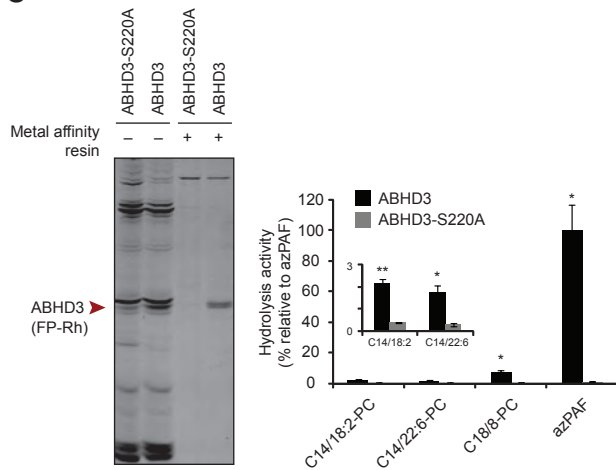 ABHD3-S220A
ABHD3
ABHD3-S220A
ABHD3
Metal affinity
resin
– – + +
ABHD3
(FP-Rh)
Hydrolysis activity
(% relative to azPAF)
120
100
80
60
40
20
0
ABHD3
ABHD3-S220A
3
0
** *
C14/18:2 C14/22:6
*
*
C14/18:2-PC
C14/22:6-PC
C18/8-PC
azPAF